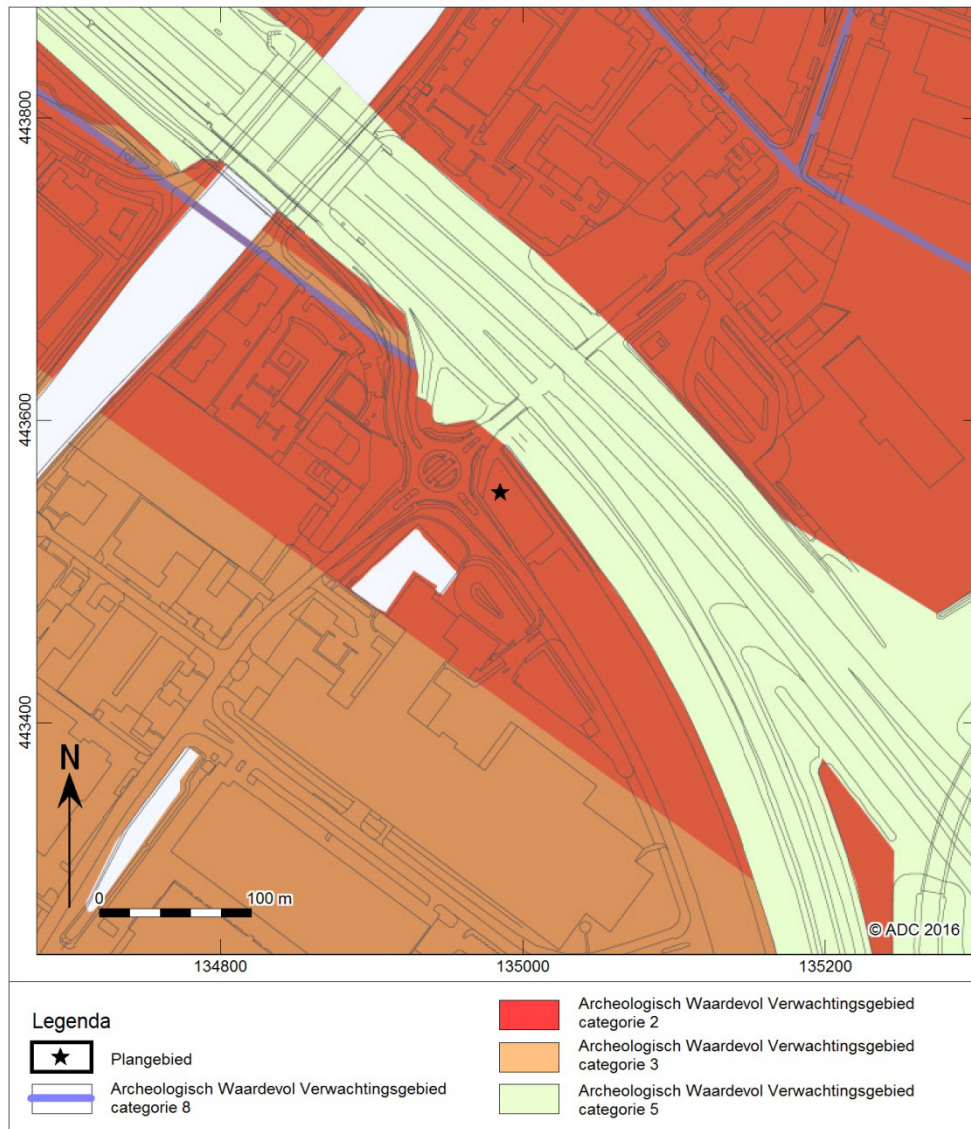 443800
443600
443400
N
0 100 m
© ADC 2016
134800 135000 135200
Legenda
Plangebied
Archeologisch Waardevol Verwachtingsgebied
categorie 8
Archeologisch Waardevol Verwachtingsgebied
categorie 2
Archeologisch Waardevol Verwachtingsgebied
categorie 3
Archeologisch Waardevol Verwachtingsgebied
categorie 5